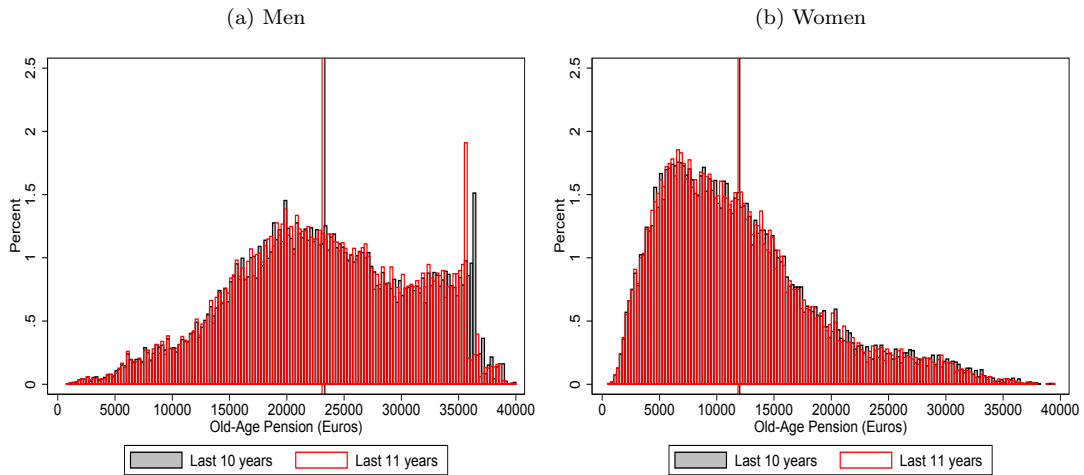 (a) Men
2.5
2
1.5
1
.5
0
Percent
0 5000 10000 15000 20000 25000 30000 35000 40000
Old-Age Pension (Euros)
Last 10 years Last 11 years
(b) Women
2.5
2
1.5
1
.5
0
Percent
0 5000 10000 15000 20000 25000 30000 35000 40000
Old-Age Pension (Euros)
Last 10 years Last 11 years